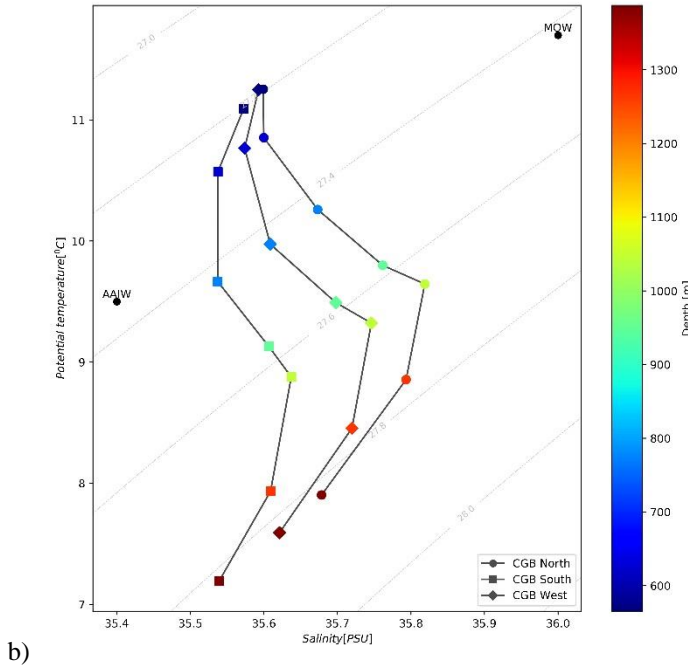 MOW
AAIW
27.0
27.4
27.6
27.8
28.0
11
10
9
8
7
Potential temperature[⁰C]
35.4 35.5 35.6 35.7 35.8 35.9 36.0
Salinity[PSU]
CGB North
CGB South
CGB West
1300
1200
1100
1000
900
800
700
600
Depth [m]
b)